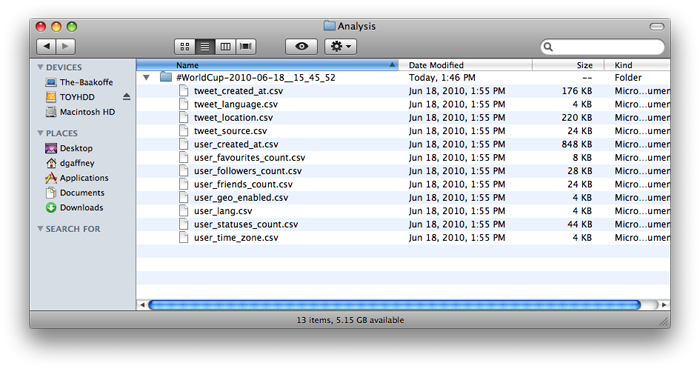 Analysis
DEVICES
The-Baakoffe
TOYHDD
Macintosh HD
PLACES
Desktop
dgaffney
Applications
Documents
Downloads
SEARCH FOR
Name Date Modified Size Kind
#WorldCup-2010-06-18__15_45_52 Today, 1:46 PM -- Folder
tweet_created_at.csv Jun 18, 2010, 1:55 PM 176 KB Micro...ument
tweet_language.csv Jun 18, 2010, 1:55 PM 4 KB Micro...ument
tweet_location.csv Jun 18, 2010, 1:55 PM 220 KB Micro...ument
tweet_source.csv Jun 18, 2010, 1:55 PM 24 KB Micro...ument
user_created_at.csv Jun 18, 2010, 1:55 PM 848 KB Micro...ument
user_favourites_count.csv Jun 18, 2010, 1:55 PM 8 KB Micro...ument
user_followers_count.csv Jun 18, 2010, 1:55 PM 28 KB Micro...ument
user_friends_count.csv Jun 18, 2010, 1:55 PM 24 KB Micro...ument
user_geo_enabled.csv Jun 18, 2010, 1:55 PM 4 KB Micro...ument
user_lang.csv Jun 18, 2010, 1:55 PM 4 KB Micro...ument
user_statuses_count.csv Jun 18, 2010, 1:55 PM 44 KB Micro...ument
user_time_zone.csv Jun 18, 2010, 1:55 PM 4 KB Micro...ument
13 items, 5.15 GB available